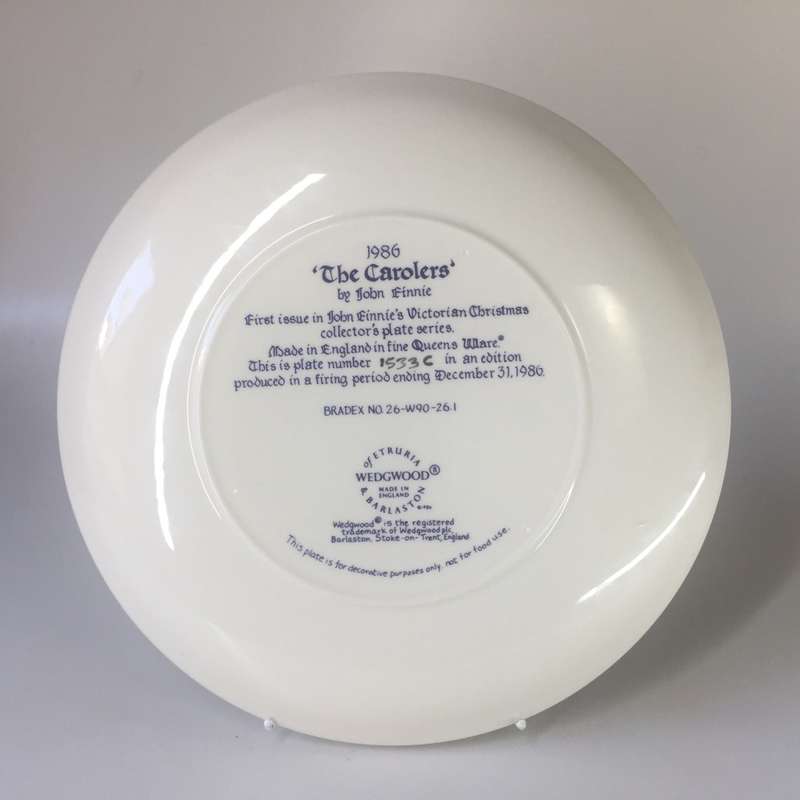 1986
'The Carolers'
by John Finnie
First issue in John Finnie's Victorian Christmas
collector's plate series.
Made in England in fine Queens Ware.®
This is plate number 1533C in an edition
produced in a firing period ending December 31, 1986.
BRADEX NO. 26-W90-26.1
OF ETRURIA
WEDGWOOD®
MADE IN
ENGLAND
& BARLASTON
Wedgwood® is the registered
trademark of Wedgwood plc,
Barlaston, Stoke-on-Trent, England
This plate is for decorative purposes only, not for food use.